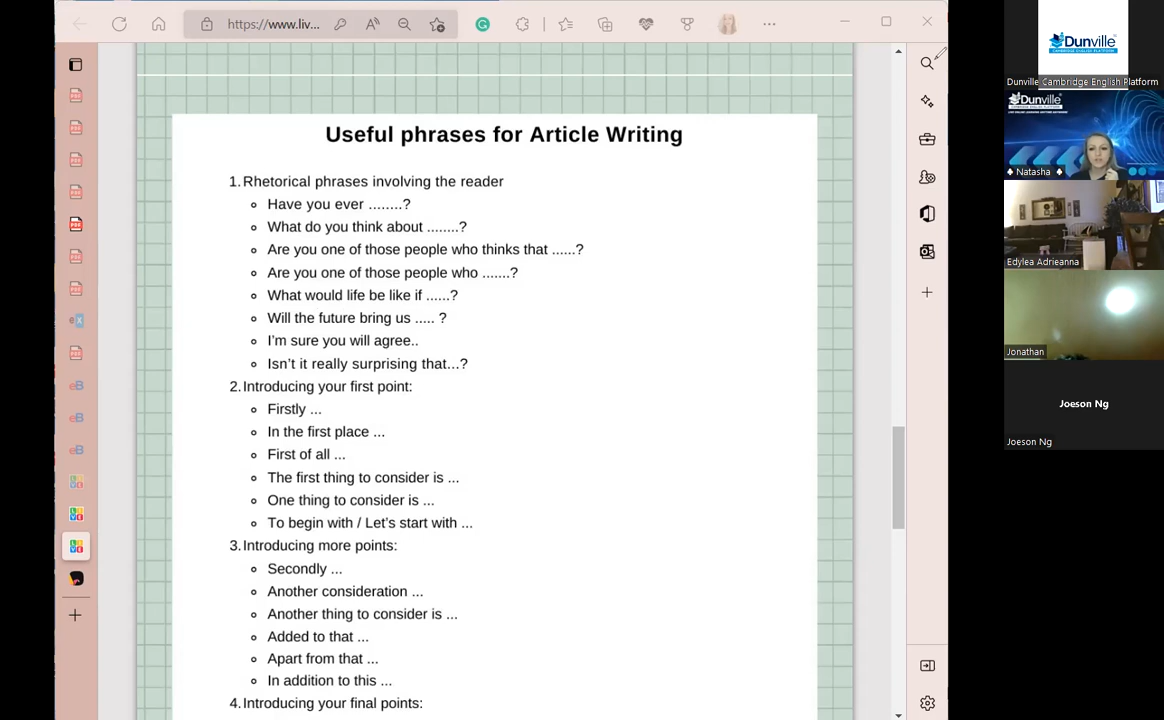 https://www.liv...
Useful phrases for Article Writing
1. Rhetorical phrases involving the reader
Have you ever ........?
What do you think about ........?
Are you one of those people who thinks that ......?
Are you one of those people who .......?
What would life be like if ......?
Will the future bring us ..... ?
I'm sure you will agree..
Isn't it really surprising that...?
2. Introducing your first point:
Firstly ...
In the first place ...
First of all ...
The first thing to consider is ...
One thing to consider is ...
To begin with / Let's start with ...
3. Introducing more points:
Secondly ...
Another consideration ...
Another thing to consider is ...
Added to that ...
Apart from that ...
In addition to this ...
4. Introducing your final points:
Dunville
CAMBRIDGE ENGLISH PLATFORM
Dunville Cambridge English Platform
Dunville
Natasha
Edylea Adrieanna
Jonathan
Joeson Ng
Joeson Ng